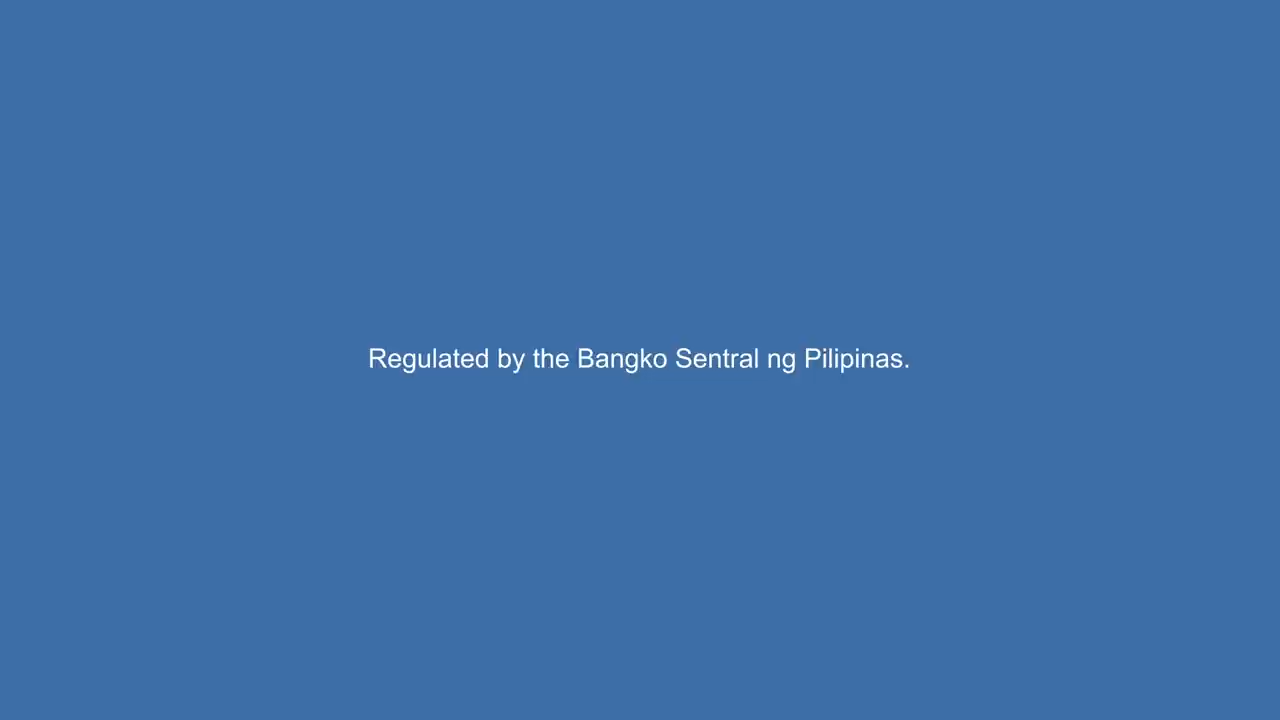 Regulated by the Bangko Sentral ng Pilipinas.